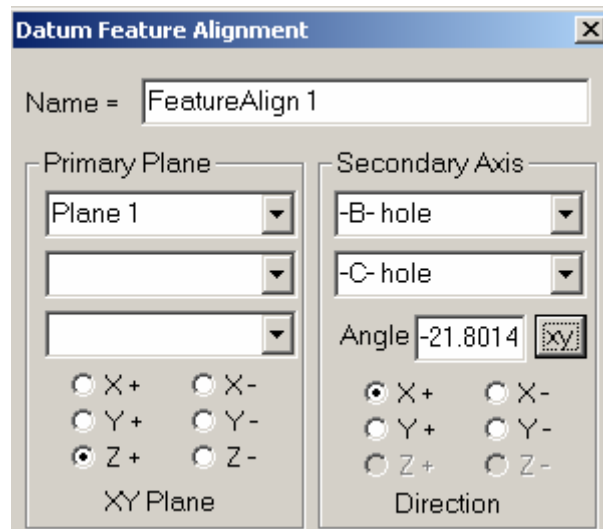 Datum Feature Alignment
Name = FeatureAlign 1
Primary Plane
Plane 1
X + X -
Y + Y -
Z + Z -
XY Plane
Secondary Axis
-B- hole
-C- hole
Angle -21.8014 xy
X + X -
Y + Y -
Z + Z -
Direction